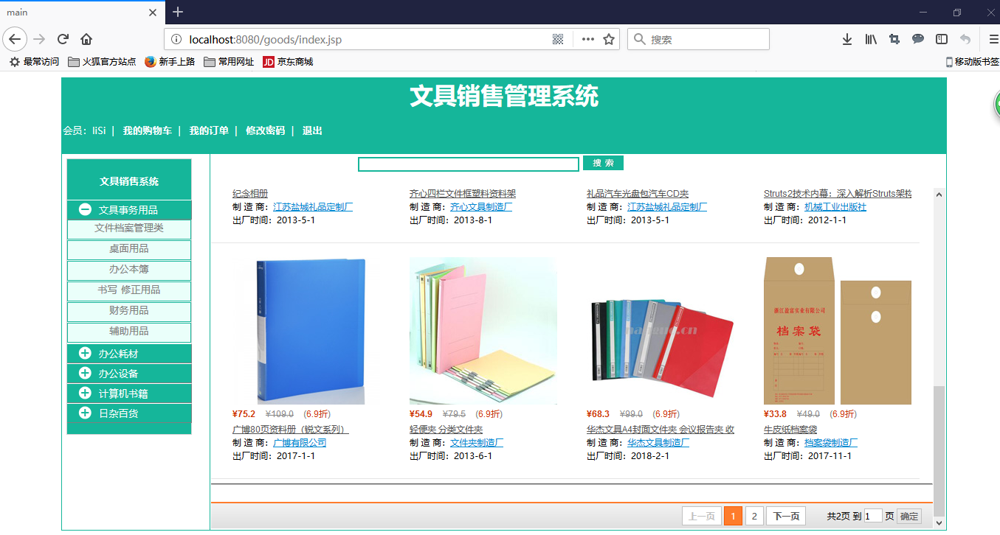 main
localhost:8080/goods/index.jsp
搜索
最常访问 火狐官方站点 新手上路 常用网址 JD 京东商城 移动版书签
文具销售管理系统
会员：liSi | 我的购物车 | 我的订单 | 修改密码 | 退出
搜 索
文具销售系统
文具事务用品
文件档案管理类
桌面用品
办公本簿
书写 修正用品
财务用品
辅助用品
办公耗材
办公设备
计算机书籍
日杂百货
纪念相册
制 造 商：江苏盐城礼品定制厂
出厂时间：2013-5-1
齐心四栏文件框塑料资料架
制 造 商：齐心文具制造厂
出厂时间：2013-8-1
礼品汽车光盘包汽车CD夹
制 造 商：江苏盐城礼品定制厂
出厂时间：2013-5-1
Struts2技术内幕：深入解析Struts架构
制 造 商：机械工业出版社
出厂时间：2012-1-1
¥75.2 ¥109.0 (6.9折)
广博80页资料册（锐文系列）
制 造 商：广博有限公司
出厂时间：2017-1-1
¥54.9 ¥79.5 (6.9折)
轻便夹 分类文件夹
制 造 商：文件夹制造厂
出厂时间：2013-6-1
¥68.3 ¥99.0 (6.9折)
华杰文具A4封面文件夹 会议报告夹 收
制 造 商：华杰文具制造厂
出厂时间：2018-2-1
浙江盈富实业有限公司
档案袋
¥33.8 ¥49.0 (6.9折)
牛皮纸档案袋
制 造 商：档案袋制造厂
出厂时间：2017-11-1
上一页 1 2 下一页 共2页 到 1 页 确定